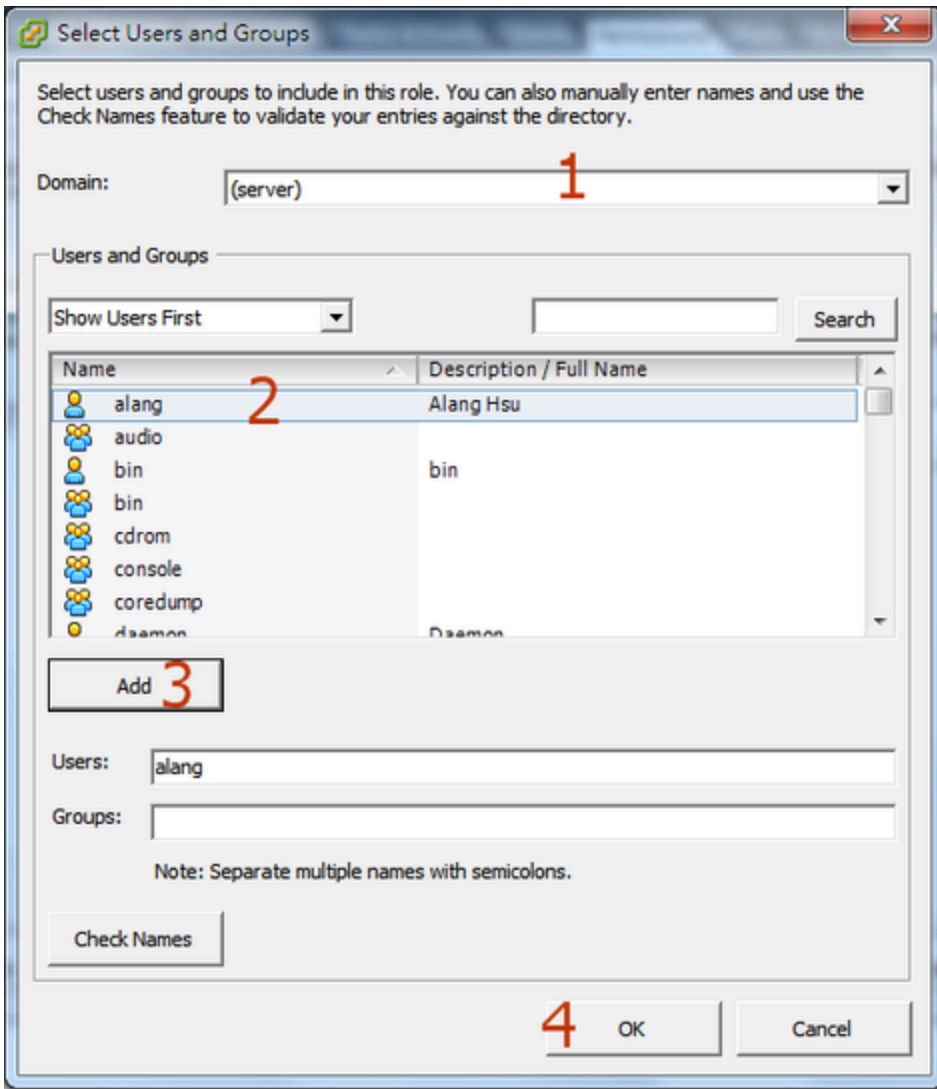 Select Users and Groups
Select users and groups to include in this role. You can also manually enter names and use the
Check Names feature to validate your entries against the directory.
Domain: (server) 1
Users and Groups
Show Users First Search
Name Description / Full Name
alang 2 Alang Hsu
audio
bin bin
bin
cdrom
console
coredump
daemon Daemon
Add 3
Users: alang
Groups:
Note: Separate multiple names with semicolons.
Check Names
4 OK Cancel